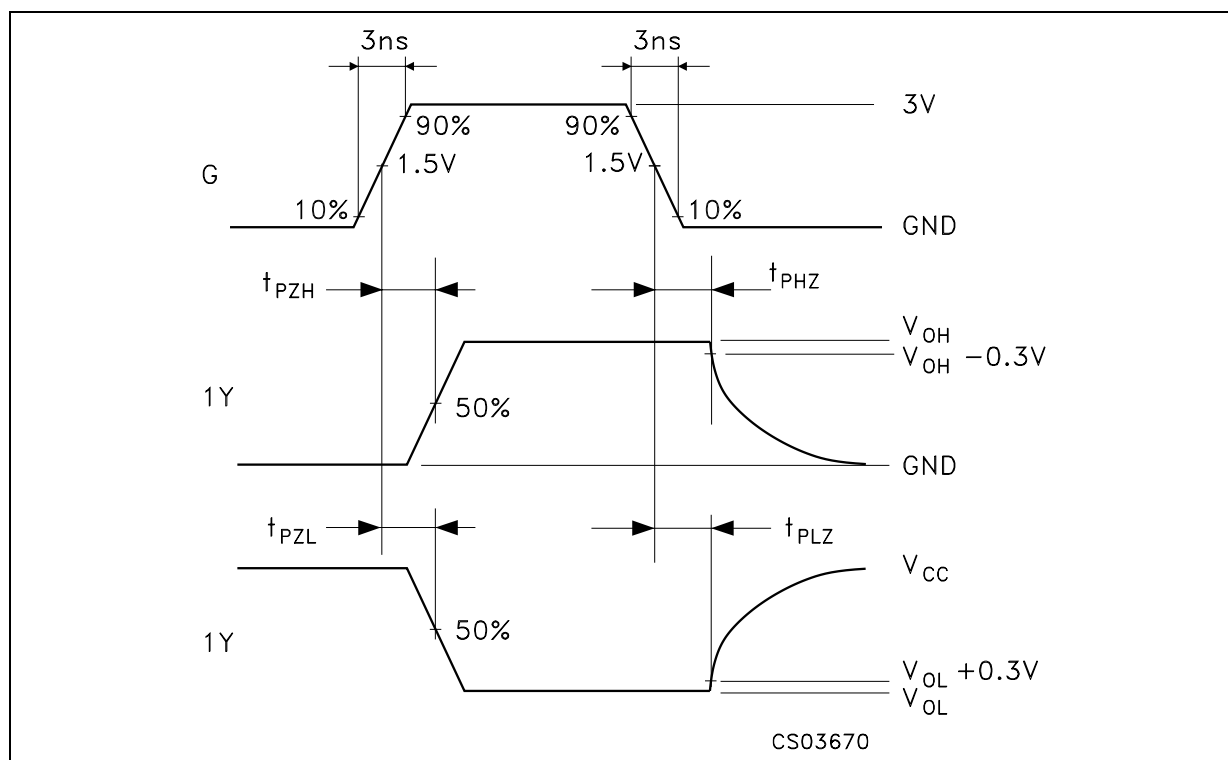 3ns 3ns
3V
90% 90%
1.5V 1.5V
G
10% 10%
GND
tPZH tPHZ
VOH
VOH −0.3V
1Y
50%
GND
tPZL tPLZ
VCC
50%
1Y
VOL +0.3V
VOL
CS03670